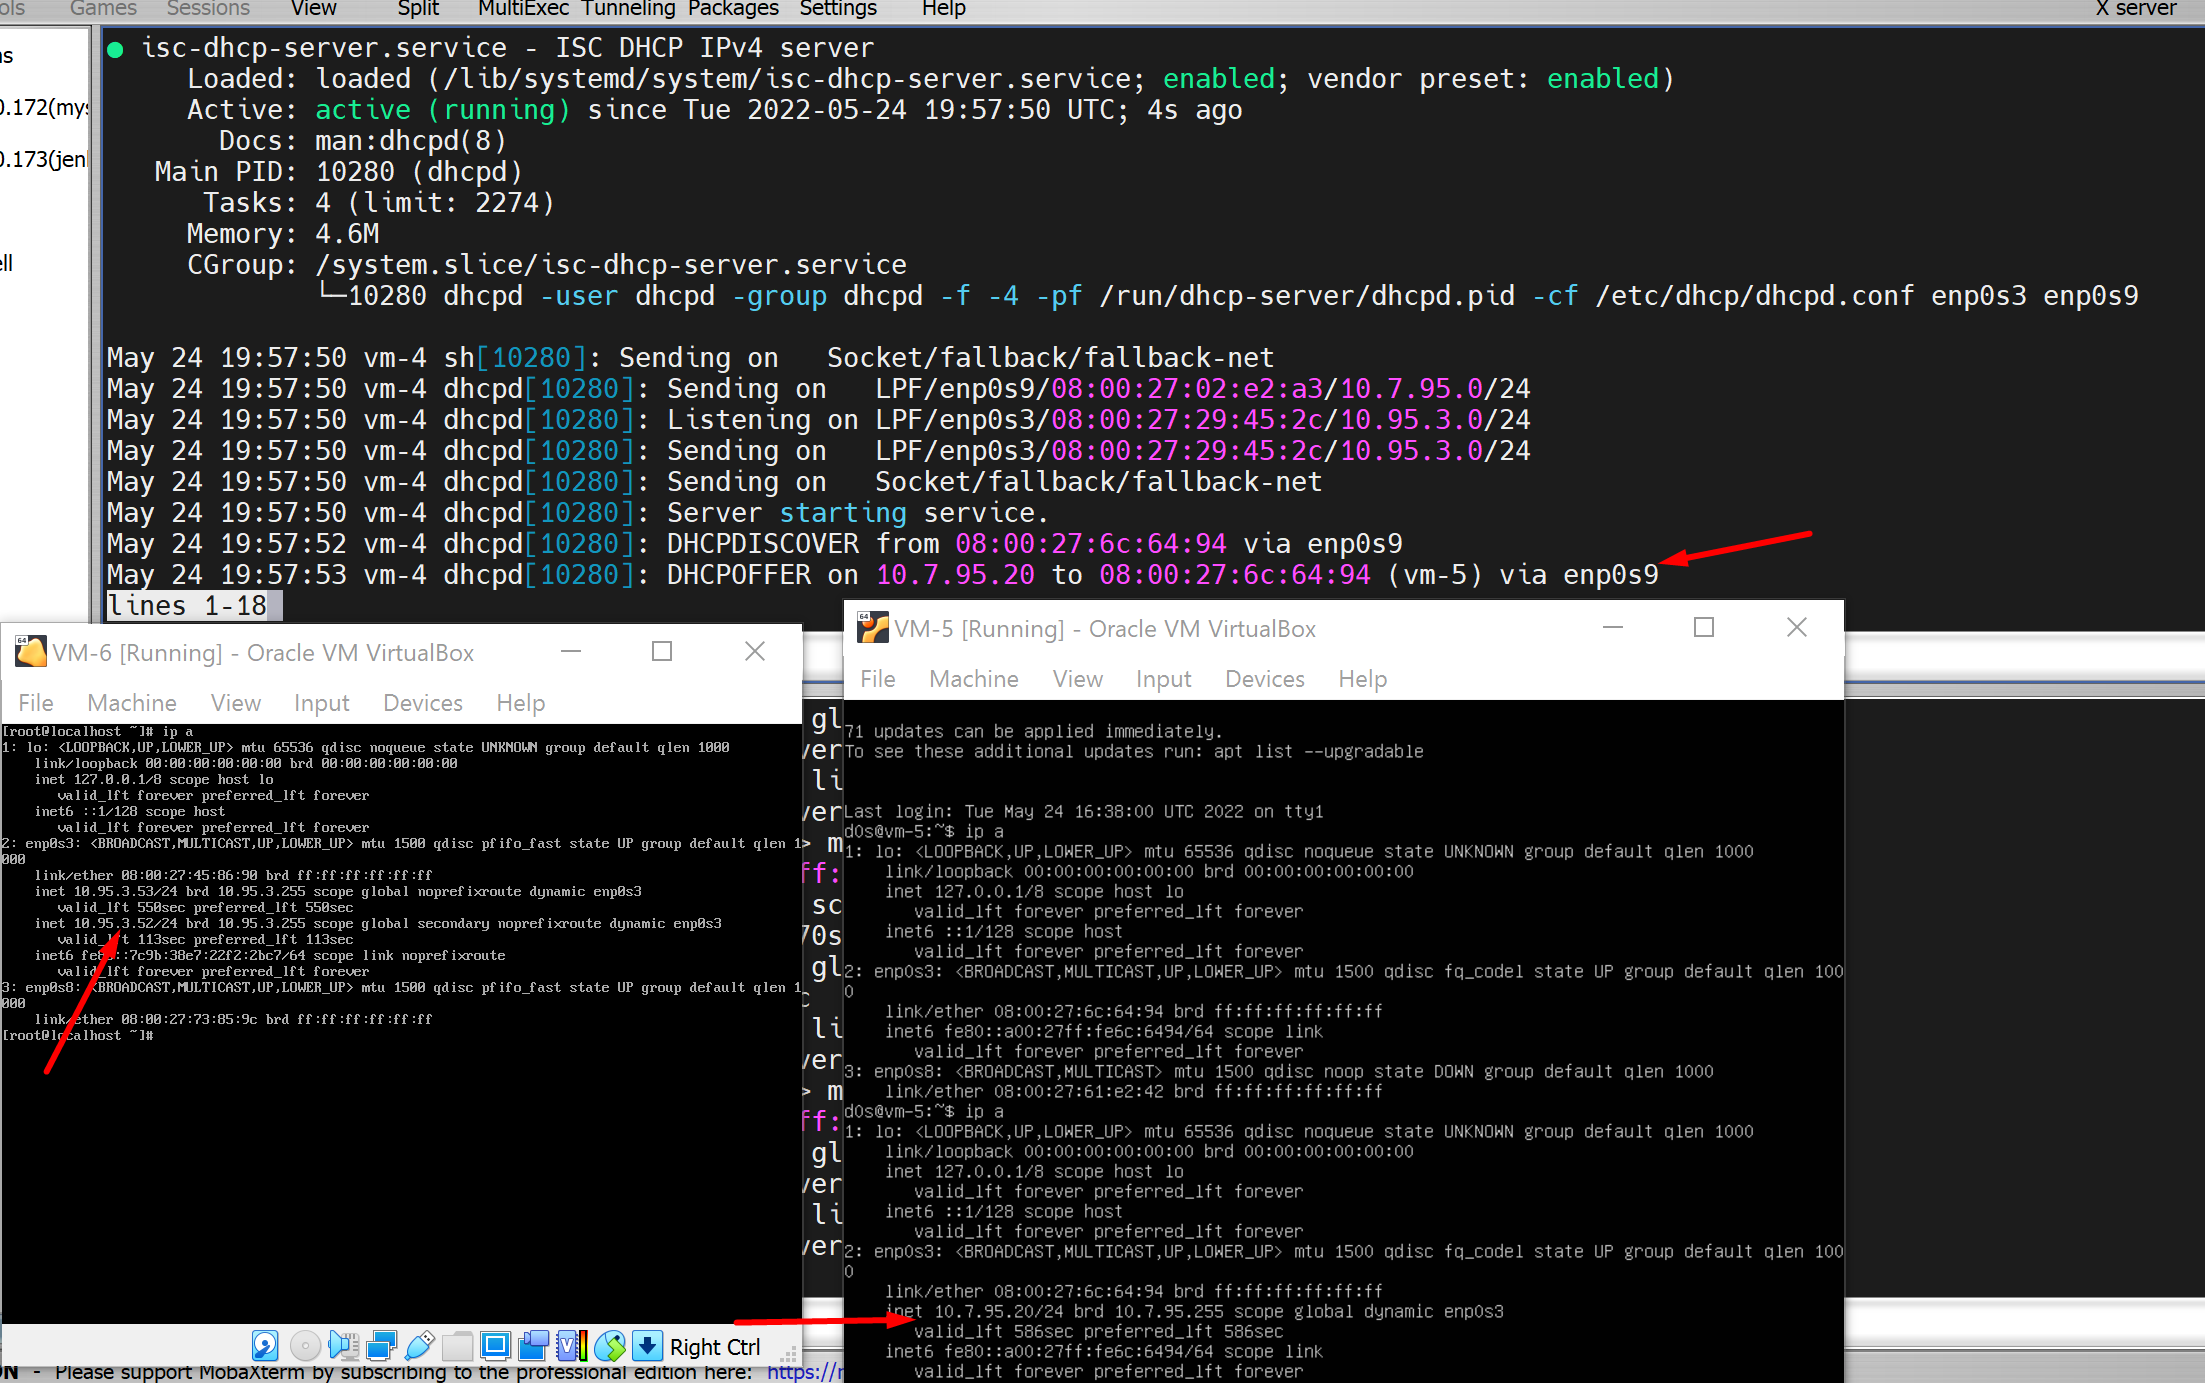 Games Sessions View Split MultiExec Tunneling Packages Settings Help X server
0.172(mys
0.173(jenl
ell
● isc-dhcp-server.service - ISC DHCP IPv4 server
Loaded: loaded (/lib/systemd/system/isc-dhcp-server.service; enabled; vendor preset: enabled)
Active: active (running) since Tue 2022-05-24 19:57:50 UTC; 4s ago
Docs: man:dhcpd(8)
Main PID: 10280 (dhcpd)
Tasks: 4 (limit: 2274)
Memory: 4.6M
CGroup: /system.slice/isc-dhcp-server.service
└─10280 dhcpd -user dhcpd -group dhcpd -f -4 -pf /run/dhcp-server/dhcpd.pid -cf /etc/dhcp/dhcpd.conf enp0s3 enp0s9
May 24 19:57:50 vm-4 sh[10280]: Sending on   Socket/fallback/fallback-net
May 24 19:57:50 vm-4 dhcpd[10280]: Sending on   LPF/enp0s9/08:00:27:02:e2:a3/10.7.95.0/24
May 24 19:57:50 vm-4 dhcpd[10280]: Listening on LPF/enp0s3/08:00:27:29:45:2c/10.95.3.0/24
May 24 19:57:50 vm-4 dhcpd[10280]: Sending on   LPF/enp0s3/08:00:27:29:45:2c/10.95.3.0/24
May 24 19:57:50 vm-4 dhcpd[10280]: Sending on   Socket/fallback/fallback-net
May 24 19:57:50 vm-4 dhcpd[10280]: Server starting service.
May 24 19:57:52 vm-4 dhcpd[10280]: DHCPDISCOVER from 08:00:27:6c:64:94 via enp0s9
May 24 19:57:53 vm-4 dhcpd[10280]: DHCPOFFER on 10.7.95.20 to 08:00:27:6c:64:94 (vm-5) via enp0s9
lines 1-18
VM-6 [Running] - Oracle VM VirtualBox
File Machine View Input Devices Help
[root@localhost ~]# ip a
1: lo: <LOOPBACK,UP,LOWER_UP> mtu 65536 qdisc noqueue state UNKNOWN group default qlen 1000
link/loopback 00:00:00:00:00:00 brd 00:00:00:00:00:00
inet 127.0.0.1/8 scope host lo
valid_lft forever preferred_lft forever
inet6 ::1/128 scope host
valid_lft forever preferred_lft forever
2: enp0s3: <BROADCAST,MULTICAST,UP,LOWER_UP> mtu 1500 qdisc pfifo_fast state UP group default qlen 1
000
link/ether 08:00:27:45:86:90 brd ff:ff:ff:ff:ff:ff
inet 10.95.3.53/24 brd 10.95.3.255 scope global noprefixroute dynamic enp0s3
valid_lft 550sec preferred_lft 550sec
inet 10.95.3.52/24 brd 10.95.3.255 scope global secondary noprefixroute dynamic enp0s3
valid_lft 113sec preferred_lft 113sec
inet6 fe80::7c9b:38e7:22f2:2bc7/64 scope link noprefixroute
valid_lft forever preferred_lft forever
3: enp0s8: <BROADCAST,MULTICAST,UP,LOWER_UP> mtu 1500 qdisc pfifo_fast state UP group default qlen 1
000
link/ether 08:00:27:73:85:9c brd ff:ff:ff:ff:ff:ff
[root@localhost ~]#
Right Ctrl
VM-5 [Running] - Oracle VM VirtualBox
File Machine View Input Devices Help
71 updates can be applied immediately.
To see these additional updates run: apt list --upgradable
Last login: Tue May 24 16:38:00 UTC 2022 on tty1
d0s@vm-5:~$ ip a
1: lo: <LOOPBACK,UP,LOWER_UP> mtu 65536 qdisc noqueue state UNKNOWN group default qlen 1000
link/loopback 00:00:00:00:00:00 brd 00:00:00:00:00:00
inet 127.0.0.1/8 scope host lo
valid_lft forever preferred_lft forever
inet6 ::1/128 scope host
valid_lft forever preferred_lft forever
2: enp0s3: <BROADCAST,MULTICAST,UP,LOWER_UP> mtu 1500 qdisc fq_codel state UP group default qlen 100
0
link/ether 08:00:27:6c:64:94 brd ff:ff:ff:ff:ff:ff
inet6 fe80::a00:27ff:fe6c:6494/64 scope link
valid_lft forever preferred_lft forever
3: enp0s8: <BROADCAST,MULTICAST> mtu 1500 qdisc noop state DOWN group default qlen 1000
link/ether 08:00:27:61:e2:42 brd ff:ff:ff:ff:ff:ff
d0s@vm-5:~$ ip a
1: lo: <LOOPBACK,UP,LOWER_UP> mtu 65536 qdisc noqueue state UNKNOWN group default qlen 1000
link/loopback 00:00:00:00:00:00 brd 00:00:00:00:00:00
inet 127.0.0.1/8 scope host lo
valid_lft forever preferred_lft forever
inet6 ::1/128 scope host
valid_lft forever preferred_lft forever
2: enp0s3: <BROADCAST,MULTICAST,UP,LOWER_UP> mtu 1500 qdisc fq_codel state UP group default qlen 100
0
link/ether 08:00:27:6c:64:94 brd ff:ff:ff:ff:ff:ff
inet 10.7.95.20/24 brd 10.7.95.255 scope global dynamic enp0s3
valid_lft 586sec preferred_lft 586sec
inet6 fe80::a00:27ff:fe6c:6494/64 scope link
valid_lft forever preferred_lft forever
ON - Please support MobaXterm by subscribing to the professional edition here: https://